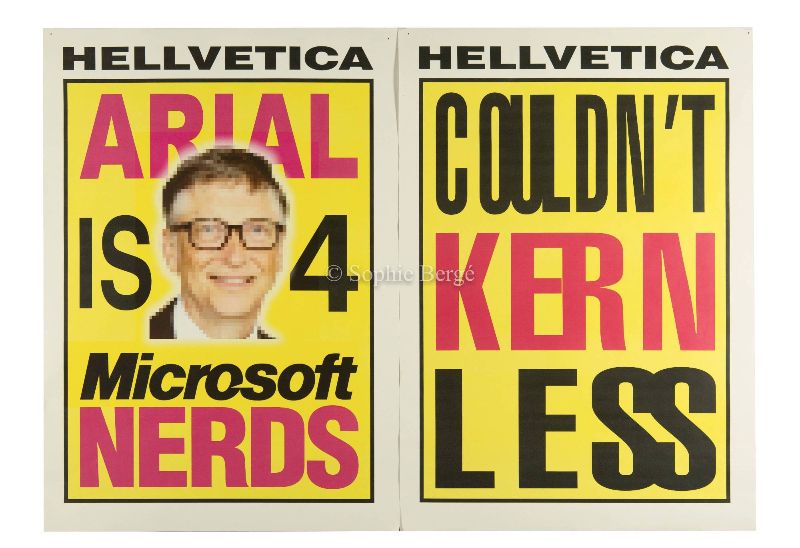 HELLVETICA
ARIAL
IS 4
Microsoft
NERDS
HELLVETICA
COULDN'T
KERN
LESS
© Sophie Bergé